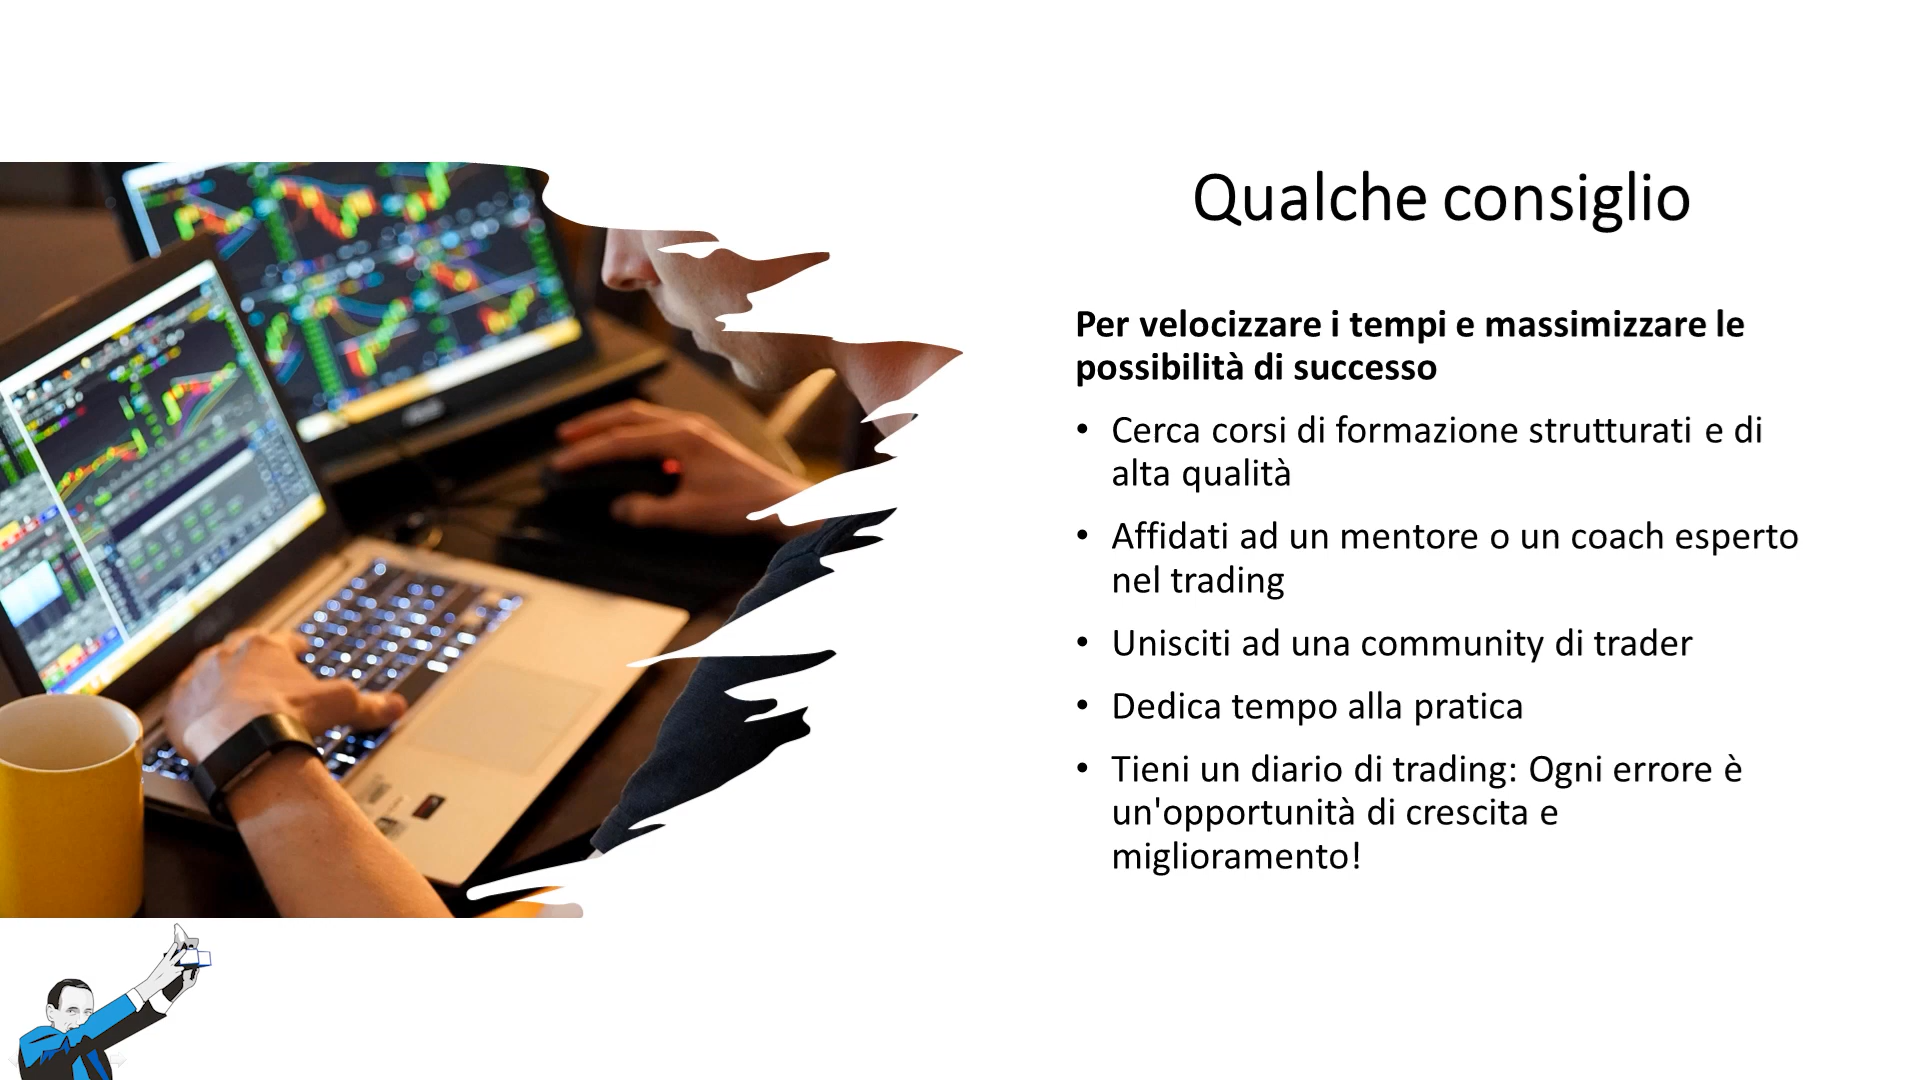 Qualche consiglio
Per velocizzare i tempi e massimizzare le
possibilità di successo
• Cerca corsi di formazione strutturati e di
alta qualità
• Affidati ad un mentore o un coach esperto
nel trading
• Unisciti ad una community di trader
• Dedica tempo alla pratica
• Tieni un diario di trading: Ogni errore è
un'opportunità di crescita e
miglioramento!